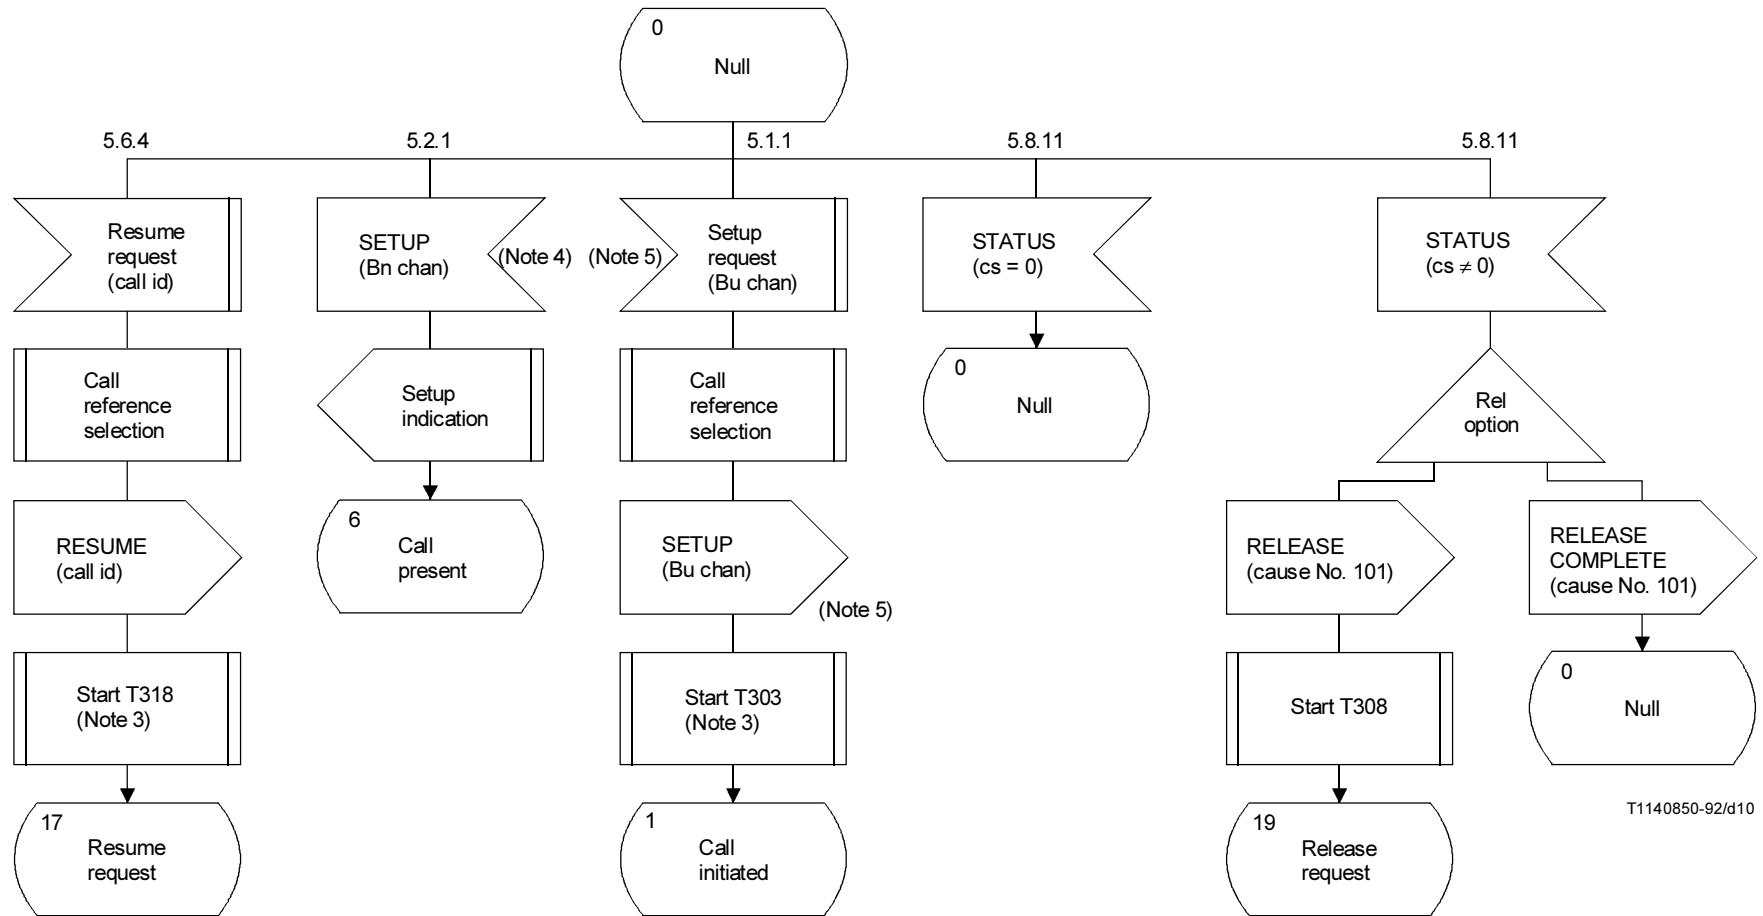 0
Null
5.6.4
5.2.1
5.1.1
5.8.11
5.8.11
Resume
request
(call id)
SETUP
(Bn chan)
(Note 4)
(Note 5)
Setup
request
(Bu chan)
STATUS
(cs = 0)
STATUS
(cs ≠ 0)
Call
reference
selection
Setup
indication
Call
reference
selection
0
Null
Rel
option
RESUME
(call id)
6
Call
present
SETUP
(Bu chan)
(Note 5)
RELEASE
(cause No. 101)
RELEASE
COMPLETE
(cause No. 101)
Start T318
(Note 3)
Start T303
(Note 3)
Start T308
0
Null
17
Resume
request
1
Call
initiated
19
Release
request
T1140850-92/d10